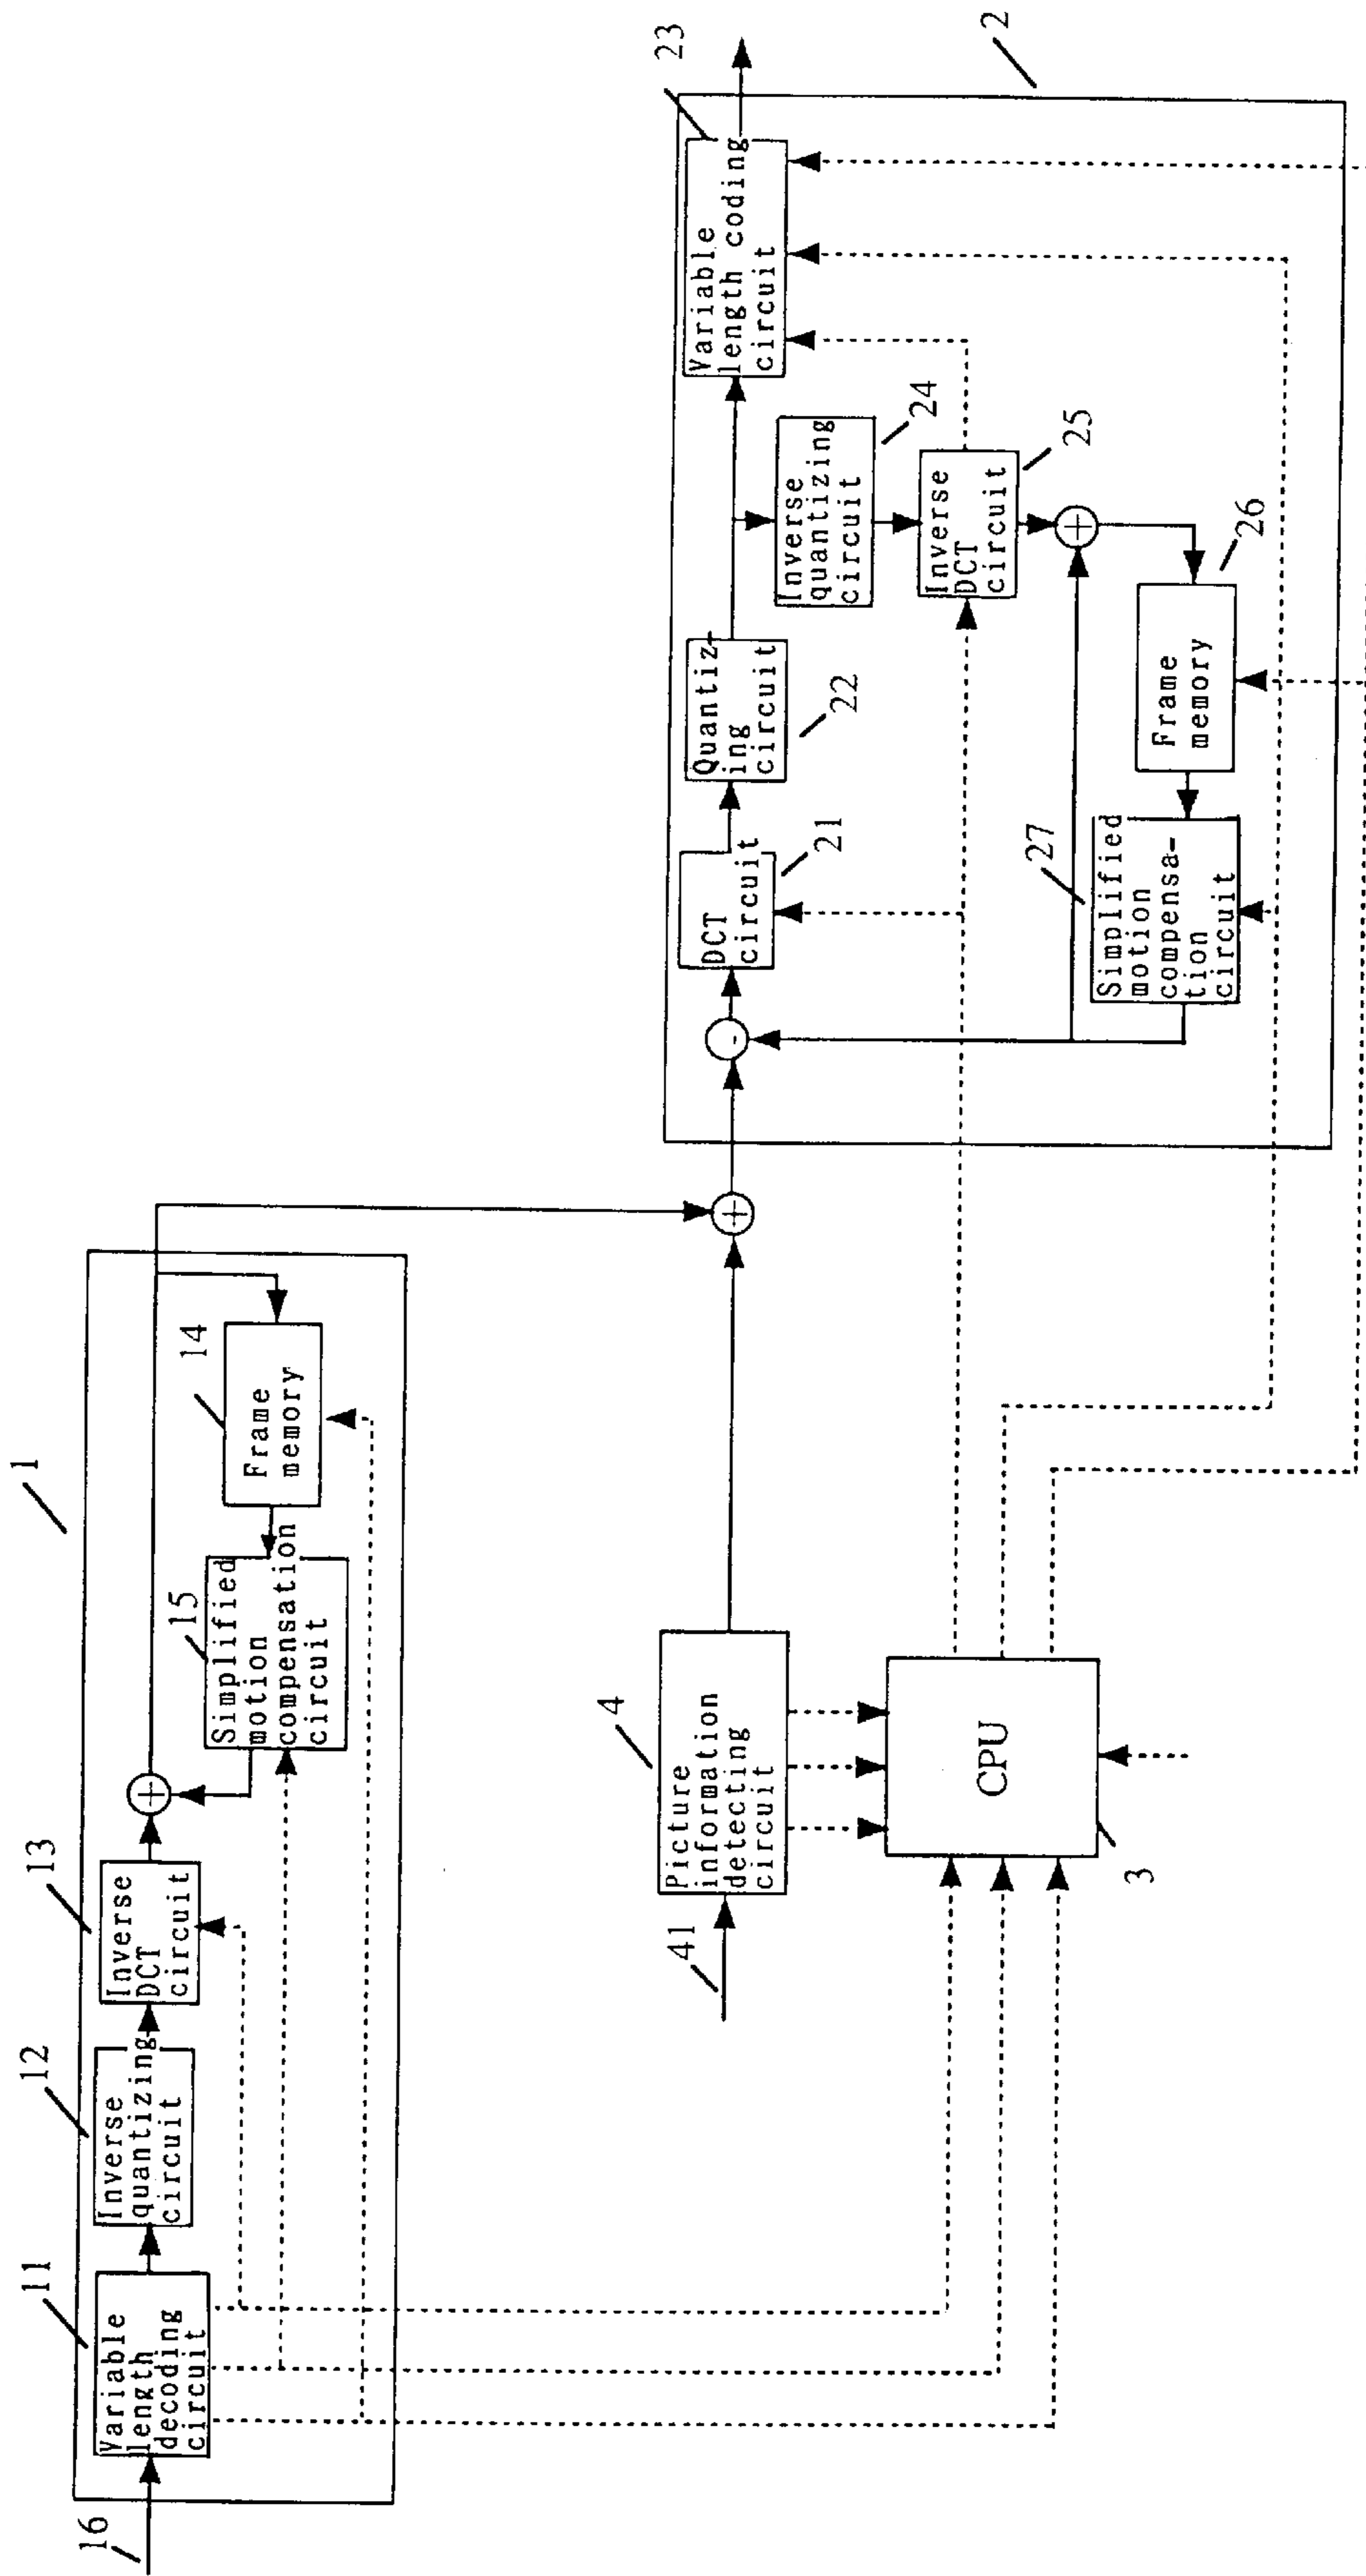 1
16
11
Variable
length
decoding
circuit
12
Inverse
quantizing
circuit
13
Inverse
DCT
circuit
15
Simplified
motion
compensation
circuit
14
Frame
memory
41
4
Picture
information
detecting
circuit
CPU
3
2
21
DCT
circuit
Quantiz-
ing
circuit
22
23
Variable
length coding
circuit
Inverse
quantizing
circuit
24
Inverse
DCT
circuit
25
27
Simplified
motion
compensa-
tion
circuit
Frame
memory
26
+
+
-
+